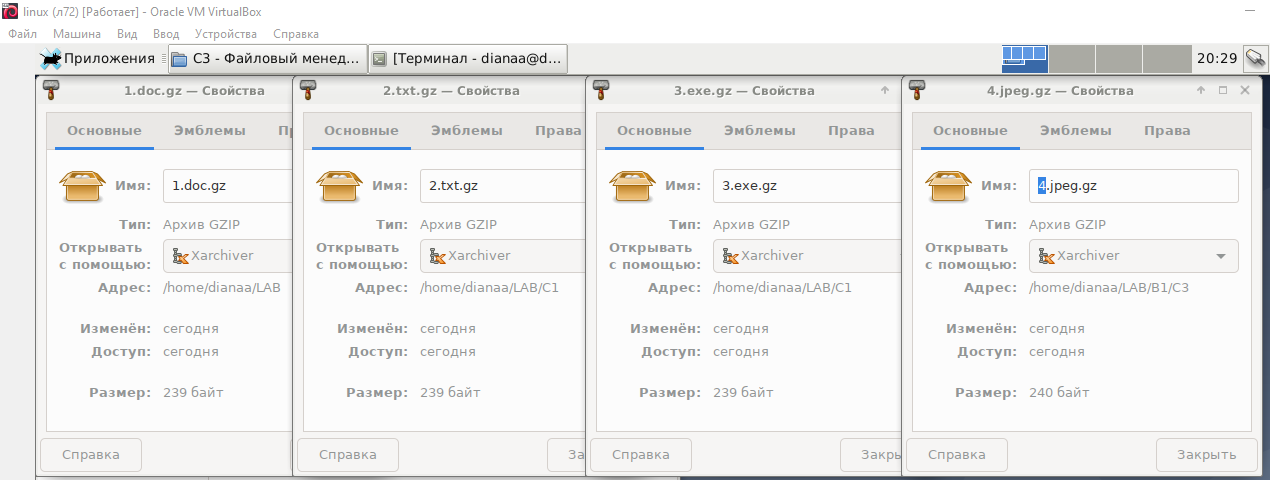 linux (л72) [Работает] - Oracle VM VirtualBox
Файл Машина Вид Ввод Устройства Справка
Приложения С3 - Файловый менед... [Терминал - dianaa@d... 20:29
1.doc.gz — Свойства
Основные Эмблемы Пр
Имя: 1.doc.gz
Тип: Архив GZIP
Открывать
с помощью: Xarchiver
Адрес: /home/dianaa/LAB
Изменён: сегодня
Доступ: сегодня
Размер: 239 байт
Справка
2.txt.gz — Свойства
Основные Эмблемы Права
Имя: 2.txt.gz
Тип: Архив GZIP
Открывать
с помощью: Xarchiver
Адрес: /home/dianaa/LAB/C1
Изменён: сегодня
Доступ: сегодня
Размер: 239 байт
Справка За
3.exe.gz — Свойства
Основные Эмблемы Права
Имя: 3.exe.gz
Тип: Архив GZIP
Открывать
с помощью: Xarchiver
Адрес: /home/dianaa/LAB/C1
Изменён: сегодня
Доступ: сегодня
Размер: 239 байт
Справка Закры
4.jpeg.gz — Свойства
Основные Эмблемы Права
Имя: 4.jpeg.gz
Тип: Архив GZIP
Открывать
с помощью: Xarchiver
Адрес: /home/dianaa/LAB/B1/C3
Изменён: сегодня
Доступ: сегодня
Размер: 240 байт
Справка Закрыть